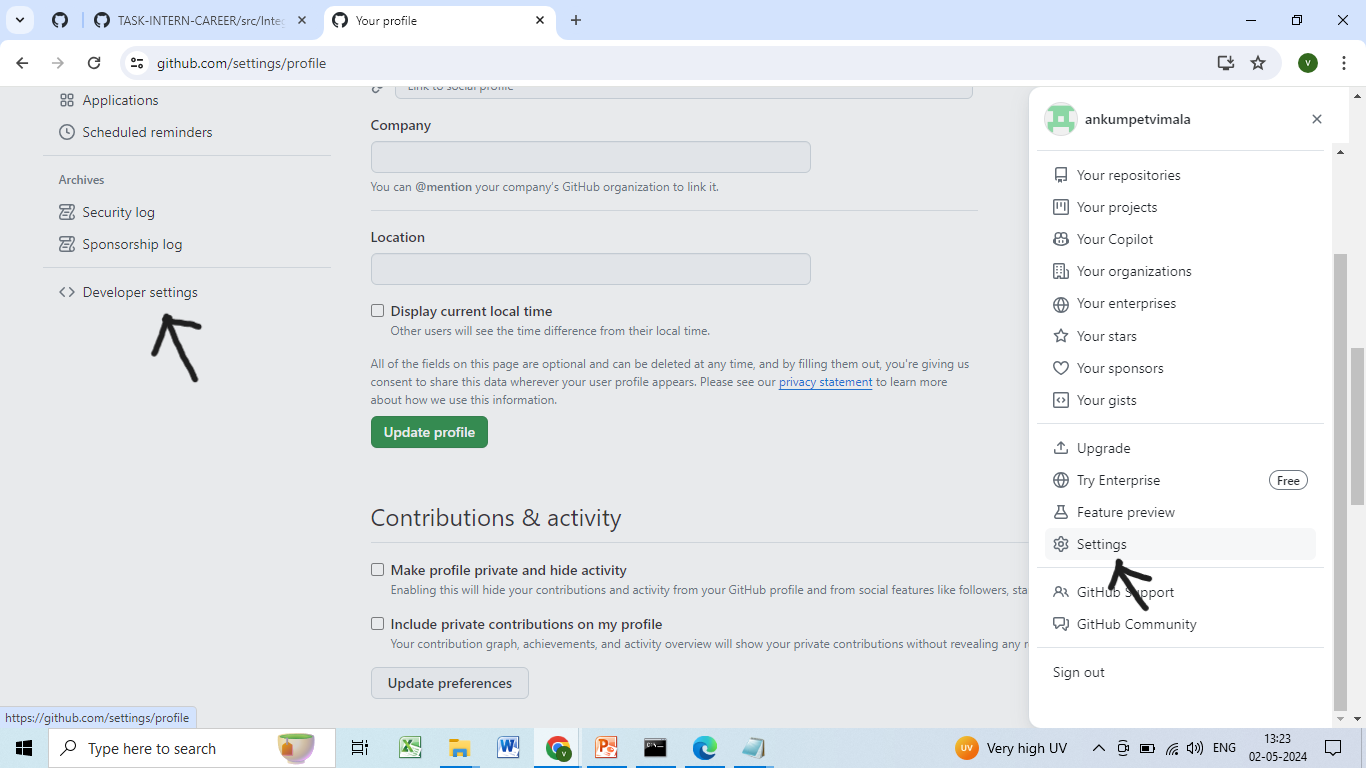 TASK-INTERN-CAREER/src/Integ
Your profile
github.com/settings/profile
V
Applications
Scheduled reminders
Archives
Security log
Sponsorship log
Developer settings
Link to social profile
Company
You can @mention your company's GitHub organization to link it.
Location
Display current local time
Other users will see the time difference from their local time.
All of the fields on this page are optional and can be deleted at any time, and by filling them out, you're giving us
consent to share this data wherever your user profile appears. Please see our privacy statement to learn more
about how we use this information.
Update profile
Contributions & activity
Make profile private and hide activity
Enabling this will hide your contributions and activity from your GitHub profile and from social features like followers, sta
Include private contributions on my profile
Your contribution graph, achievements, and activity overview will show your private contributions without revealing any r
Update preferences
ankumpetvimala
Your repositories
Your projects
Your Copilot
Your organizations
Your enterprises
Your stars
Your sponsors
Your gists
Upgrade
Try Enterprise Free
Feature preview
Settings
GitHub Support
GitHub Community
Sign out
https://github.com/settings/profile
Type here to search
UV Very high UV
ENG
13:23
02-05-2024